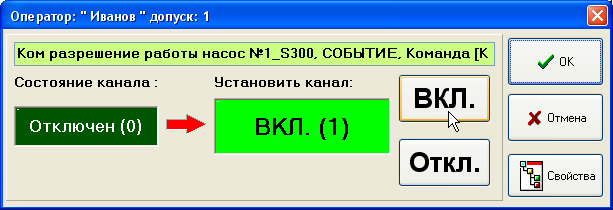 Оператор: " Иванов " допуск: 1
Ком разрешение работы насос №1_S300, СОБЫТИЕ, Команда [К
Состояние канала : Установить канал:
Отключен (0) ВКЛ. (1)
ВКЛ.
Откл.
OK
Отмена
Свойства